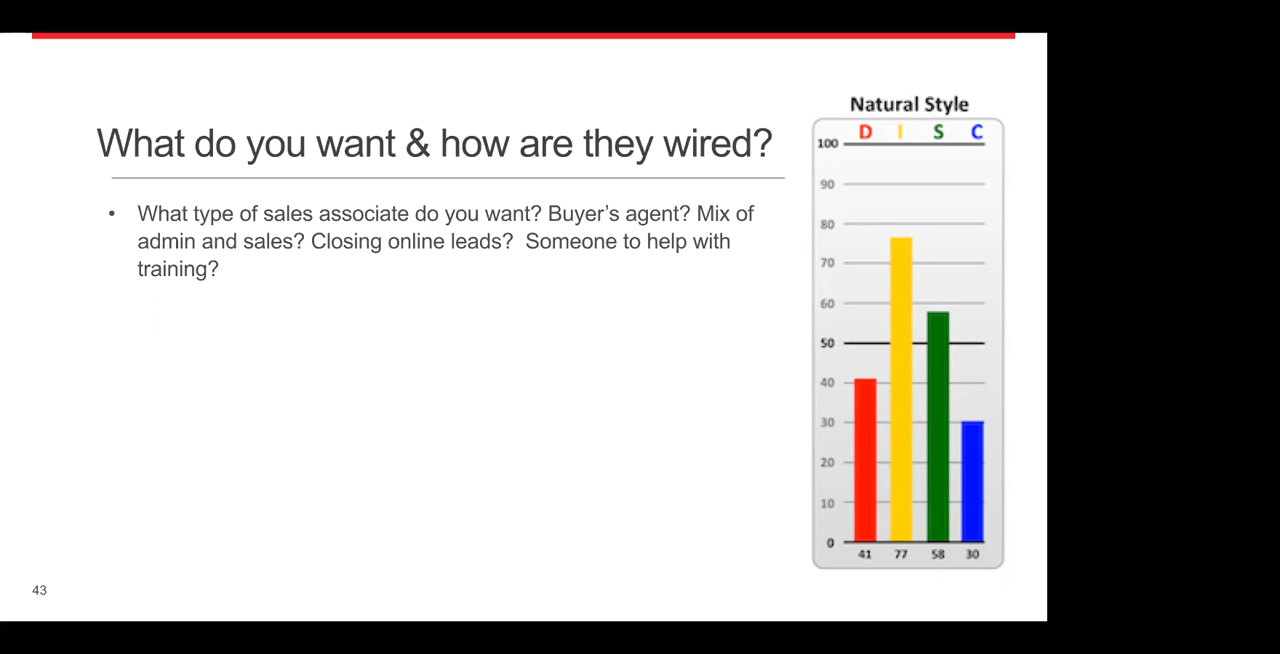 What do you want & how are they wired?
• What type of sales associate do you want? Buyer’s agent? Mix of
admin and sales? Closing online leads?  Someone to help with
training?
Natural Style
D I S C
100
90
80
70
60
50
40
30
20
10
0
41 77 58 30
43